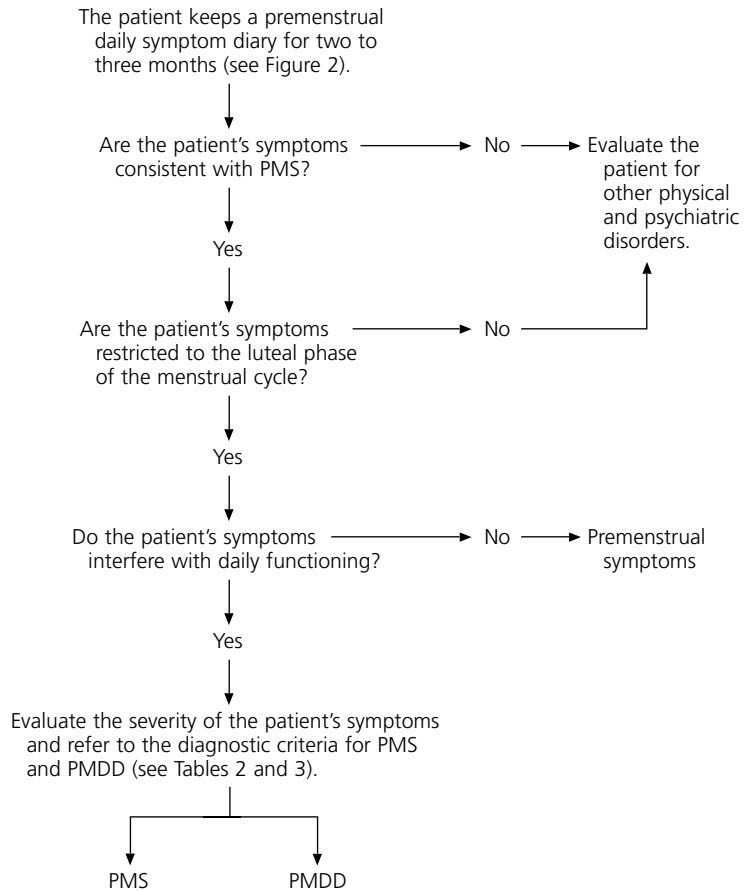 The patient keeps a premenstrual
daily symptom diary for two to
three months (see Figure 2).
Are the patient's symptoms
consistent with PMS?
No
Evaluate the
patient for
other physical
and psychiatric
disorders.
Yes
Are the patient's symptoms
restricted to the luteal phase
of the menstrual cycle?
No
Yes
Do the patient's symptoms
interfere with daily functioning?
No
Premenstrual
symptoms
Yes
Evaluate the severity of the patient's symptoms
and refer to the diagnostic criteria for PMS
and PMDD (see Tables 2 and 3).
PMS
PMDD